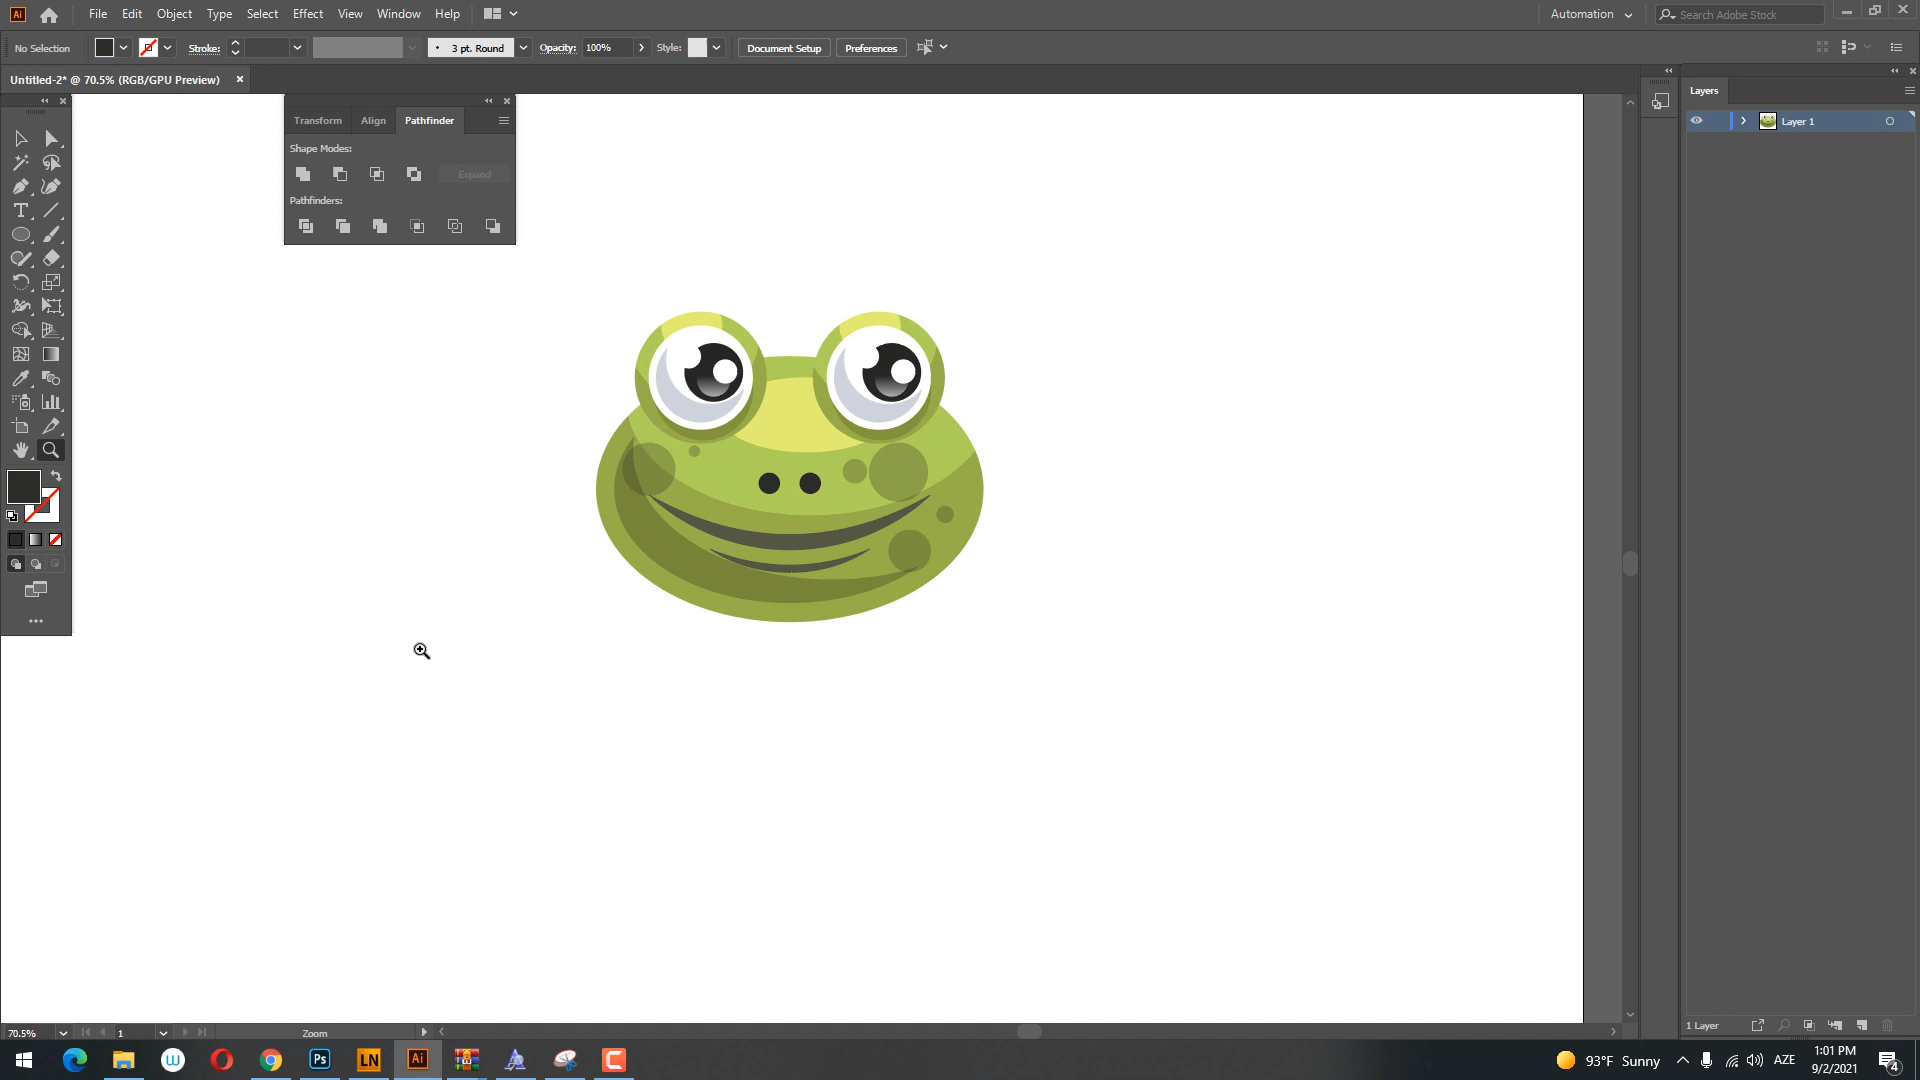 Ai File Edit Object Type Select Effect View Window Help Automation Search Adobe Stock
No Selection Stroke: 3 pt. Round Opacity: 100% Style: Document Setup Preferences
Untitled-2* @ 70.5% (RGB/GPU Preview)
Layers
Layer 1
Transform Align Pathfinder
Shape Modes:
Expand
Pathfinders:
1 Layer
70.5% 1 Zoom
W Ps LN Ai 93°F Sunny AZE 1:01 PM
9/2/2021
4